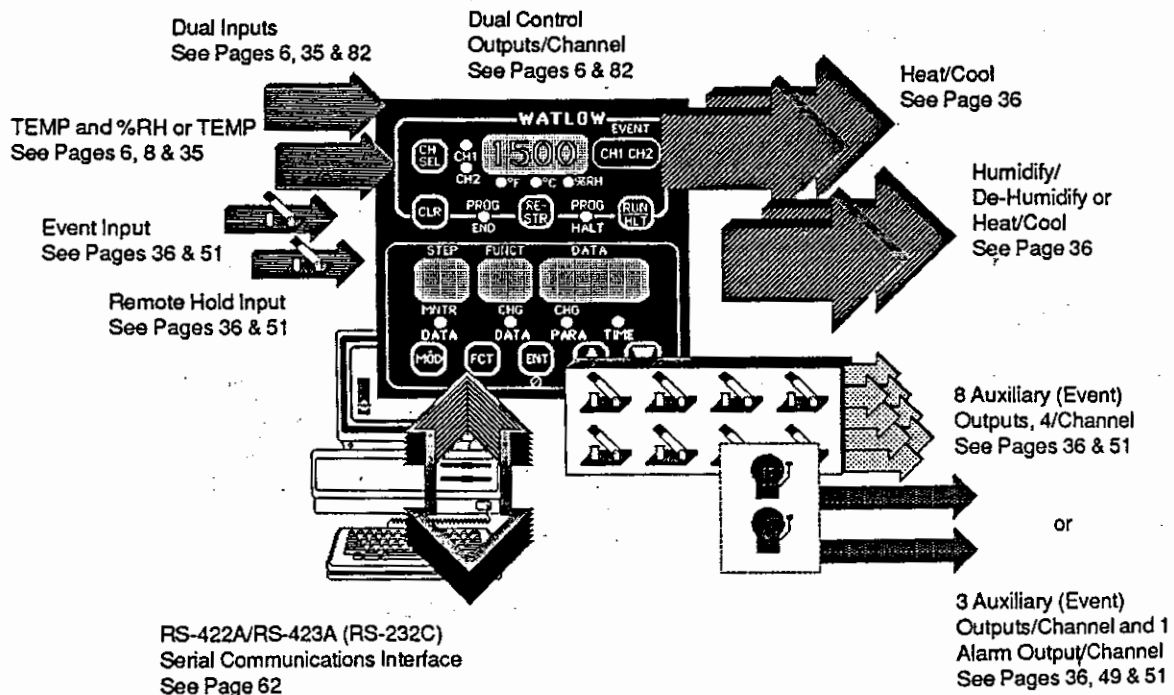 Dual Inputs
See Pages 6, 35 & 82
Dual Control
Outputs/Channel
See Pages 6 & 82
Heat/Cool
See Page 36
TEMP and %RH or TEMP
See Pages 6, 8 & 35
Event Input
See Pages 36 & 51
Remote Hold Input
See Pages 36 & 51
WATLOW
EVENT
CH SEL
CH1
CH2
1500
CH1 CH2
°F °C %RH
CLR
PROG
END
RE-
STR
PROG
HALT
RUN
HLT
STEP FUNCT DATA
MNTR
DATA
CHG
DATA
CHG
PARA
TIME
MOD FCT ENT
Humidify/
De-Humidify or
Heat/Cool
See Page 36
8 Auxiliary (Event)
Outputs, 4/Channel
See Pages 36 & 51
or
3 Auxiliary (Event)
Outputs/Channel and 1
Alarm Output/Channel
See Pages 36, 49 & 51
RS-422A/RS-423A (RS-232C)
Serial Communications Interface
See Page 62